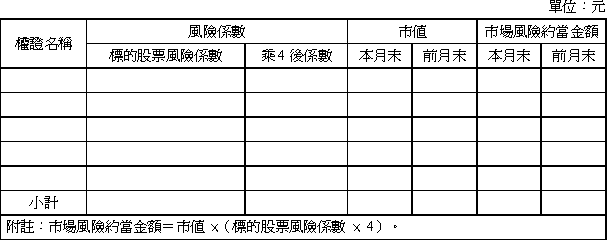 單位：元
權證名稱 風險係數 市值 市場風險約當金額
標的股票風險係數 乘4後係數 本月末 前月末 本月末 前月末
小計
附註：市場風險約當金額＝市值 x（標的股票風險係數 x 4）。